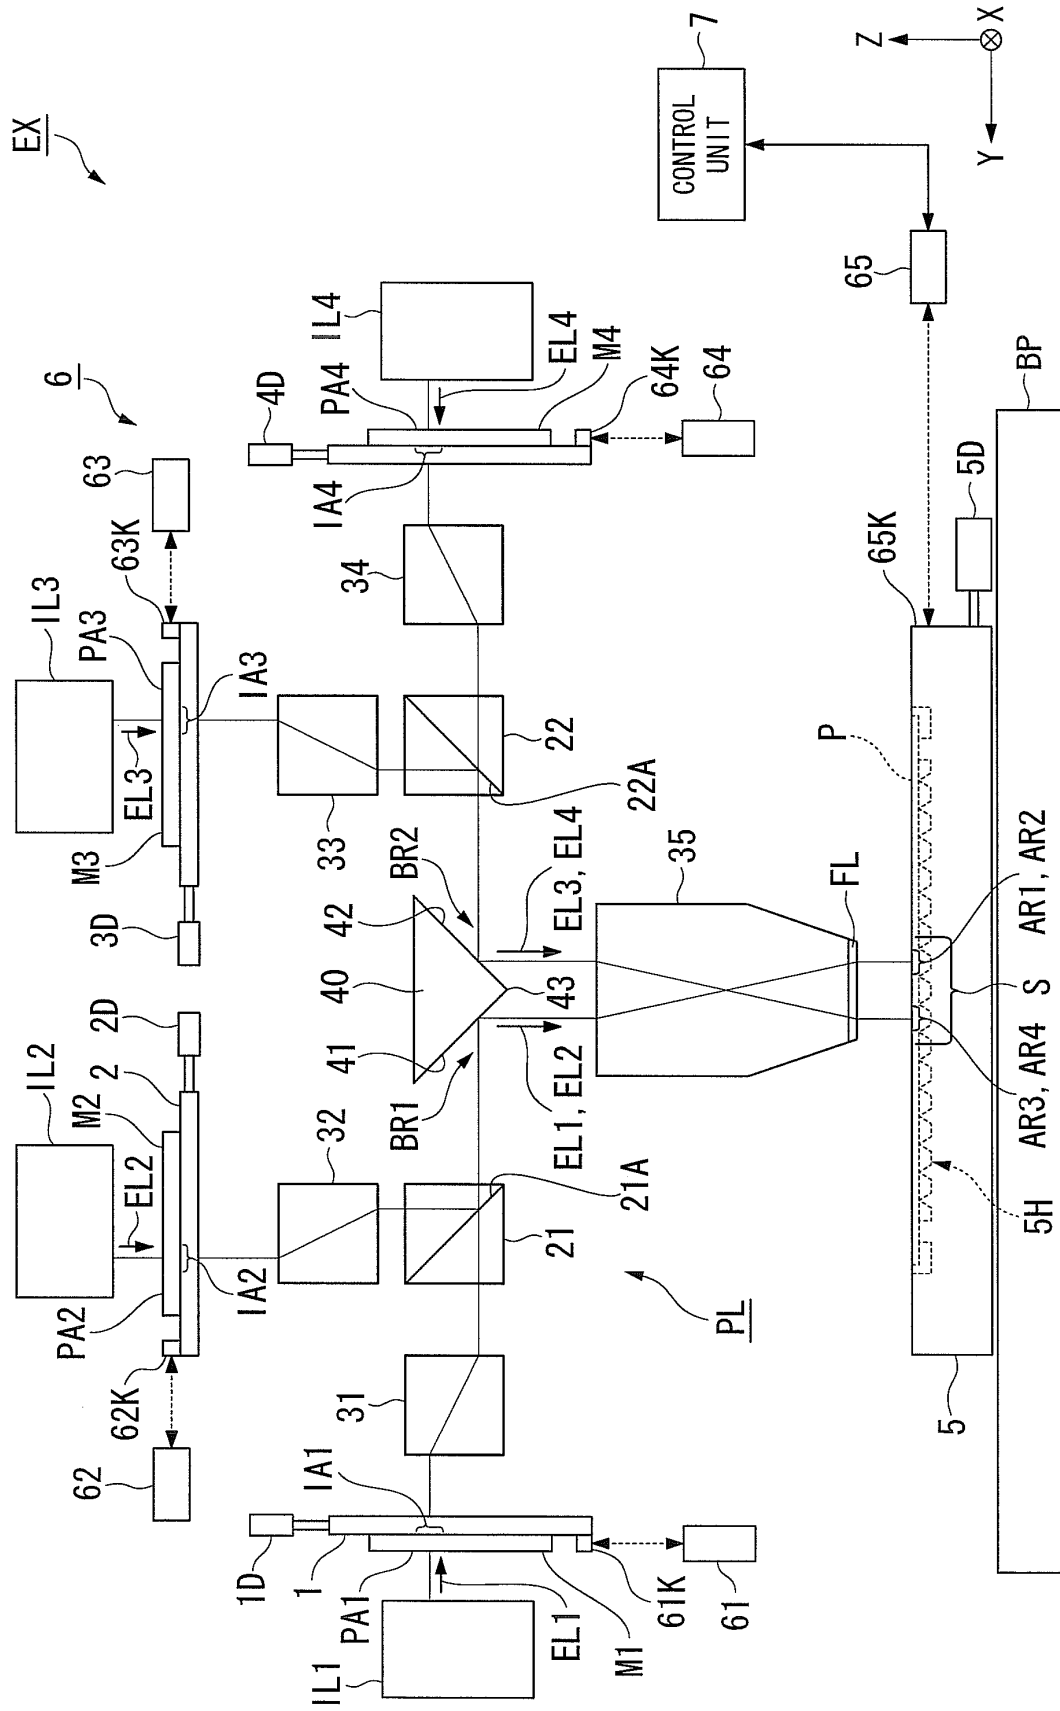 EX
6
IL2
IL3
M2
2
2D
3D
M3
PA3
63K
63
EL2
EL3
PA2
IA2
IA3
62K
62
1D
1
PA1
IL1
IA1
31
32
33
34
4D
PA4
IL4
IA4
EL4
M4
64K
64
EL1
M1
61K
61
21
21A
22
22A
41
40
42
43
BR1
BR2
EL1, EL2
EL3, EL4
35
FL
PL
CONTROL
UNIT
7
65
65K
5D
P
5
5H
AR3, AR4
S
AR1, AR2
BP
Z
X
Y